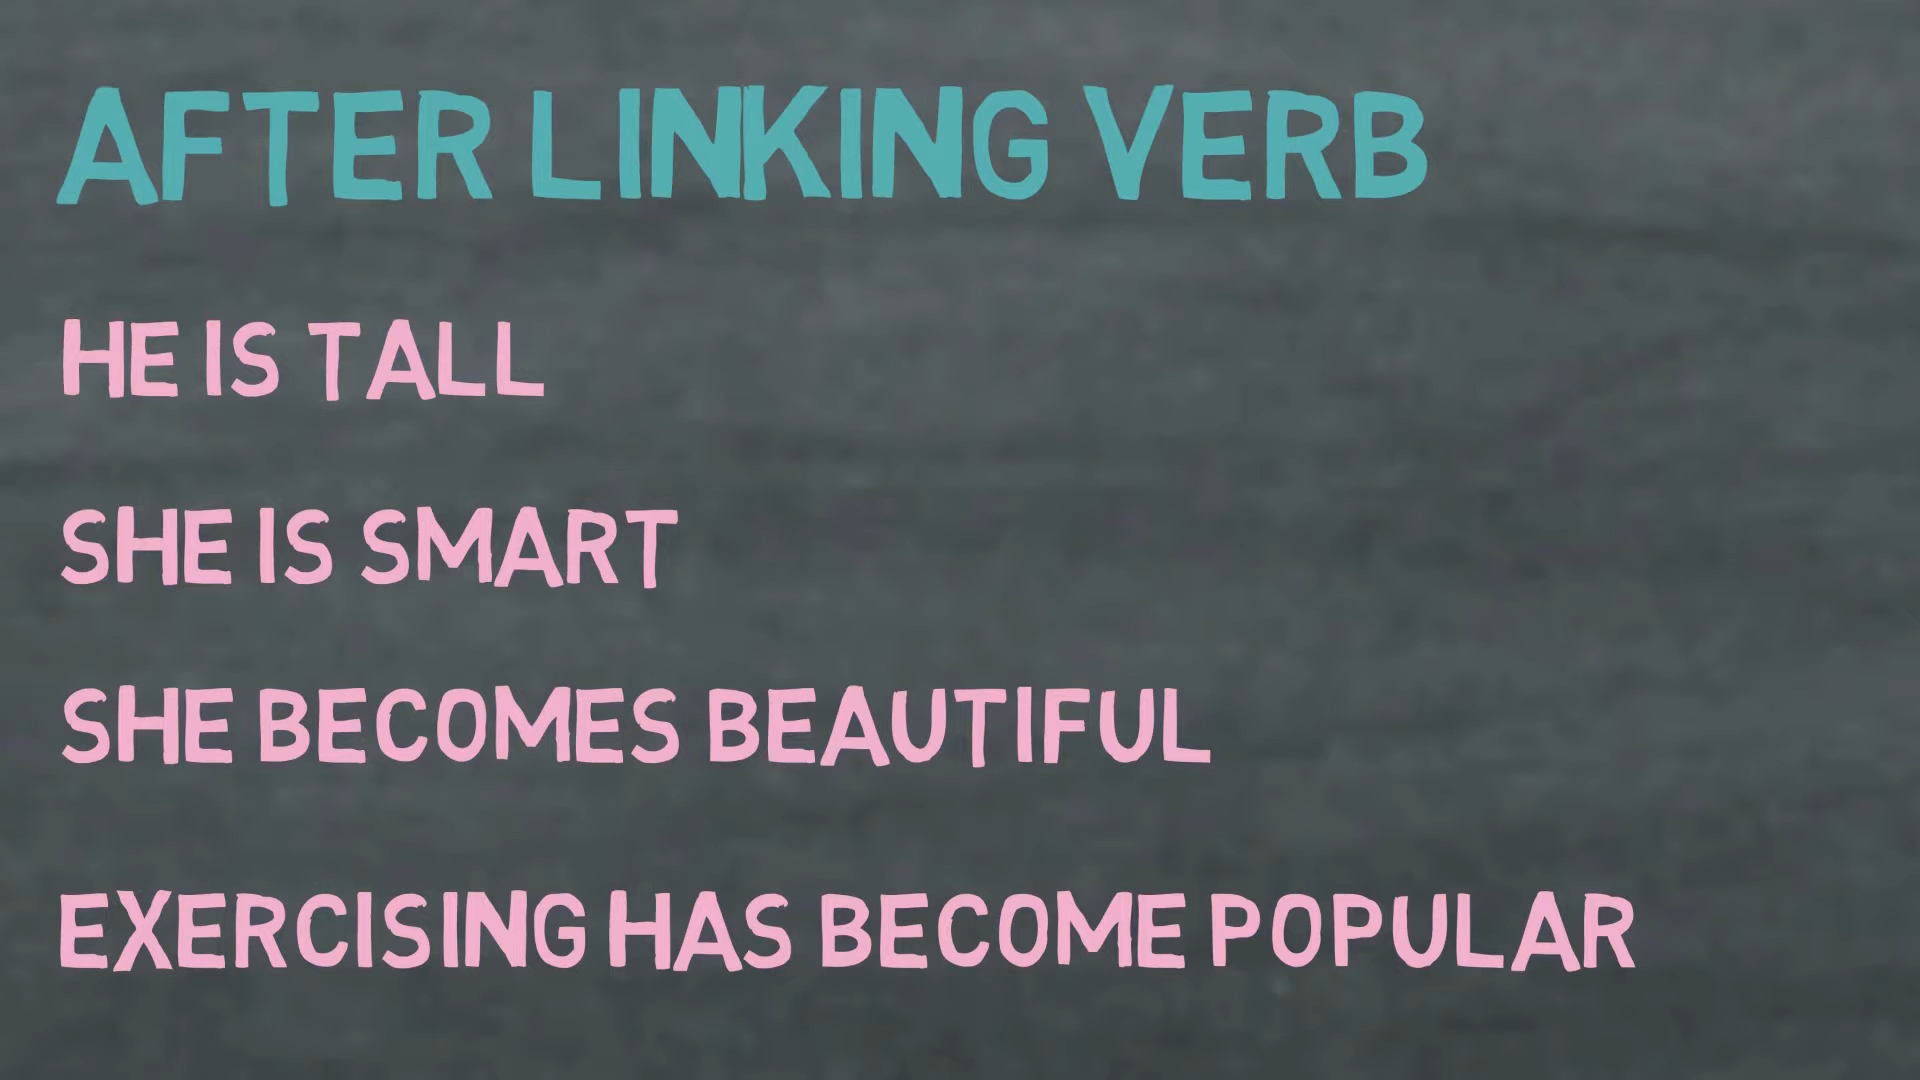 AFTER LINKING VERB
HE IS TALL
SHE IS SMART
SHE BECOMES BEAUTIFUL
EXERCISING HAS BECOME POPULAR